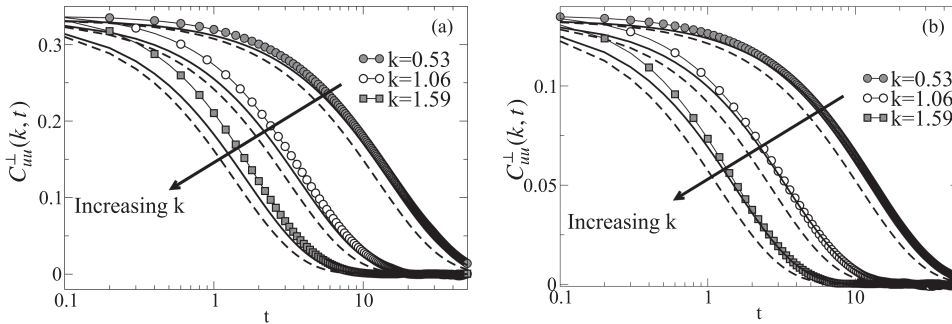 (a)
k=0.53
k=1.06
k=1.59
C⊥uu(k, t)
0.3
0.2
0.1
0
Increasing k
0.1 1 10
t
(b)
k=0.53
k=1.06
k=1.59
C⊥uu(k, t)
0.1
0.05
0
Increasing k
0.1 1 10
t